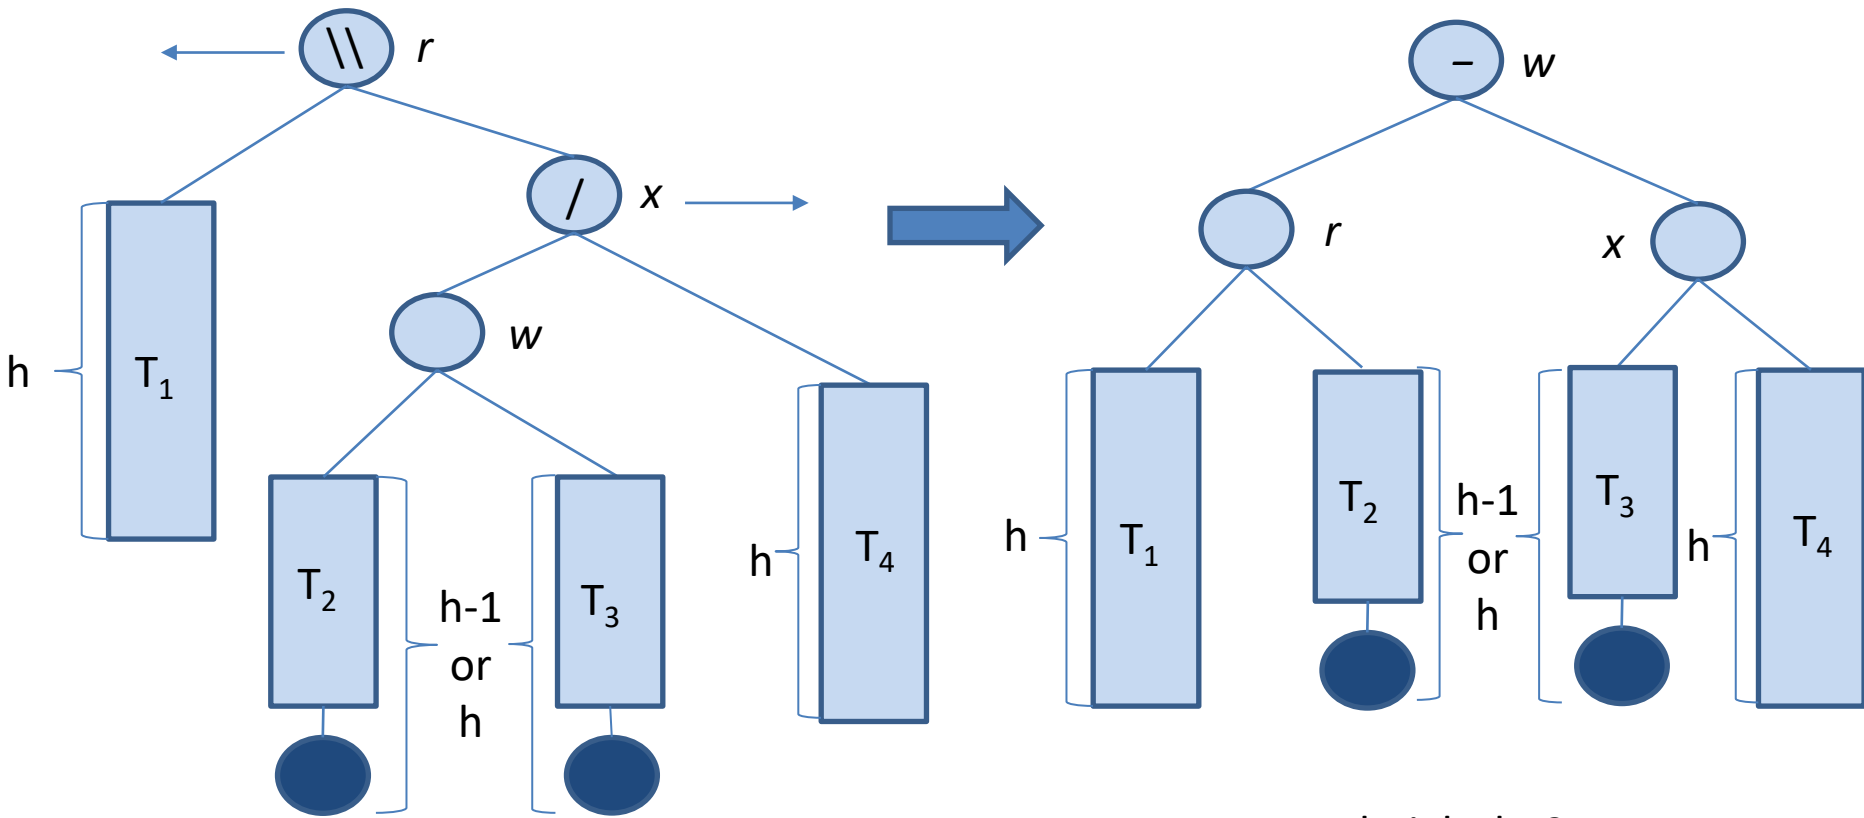 \\ r
− w
/ x
r
x
w
h
T1
T2
h-1
or
h
T3
h
T4
h
T1
T2
h-1
or
h
T3
h
T4